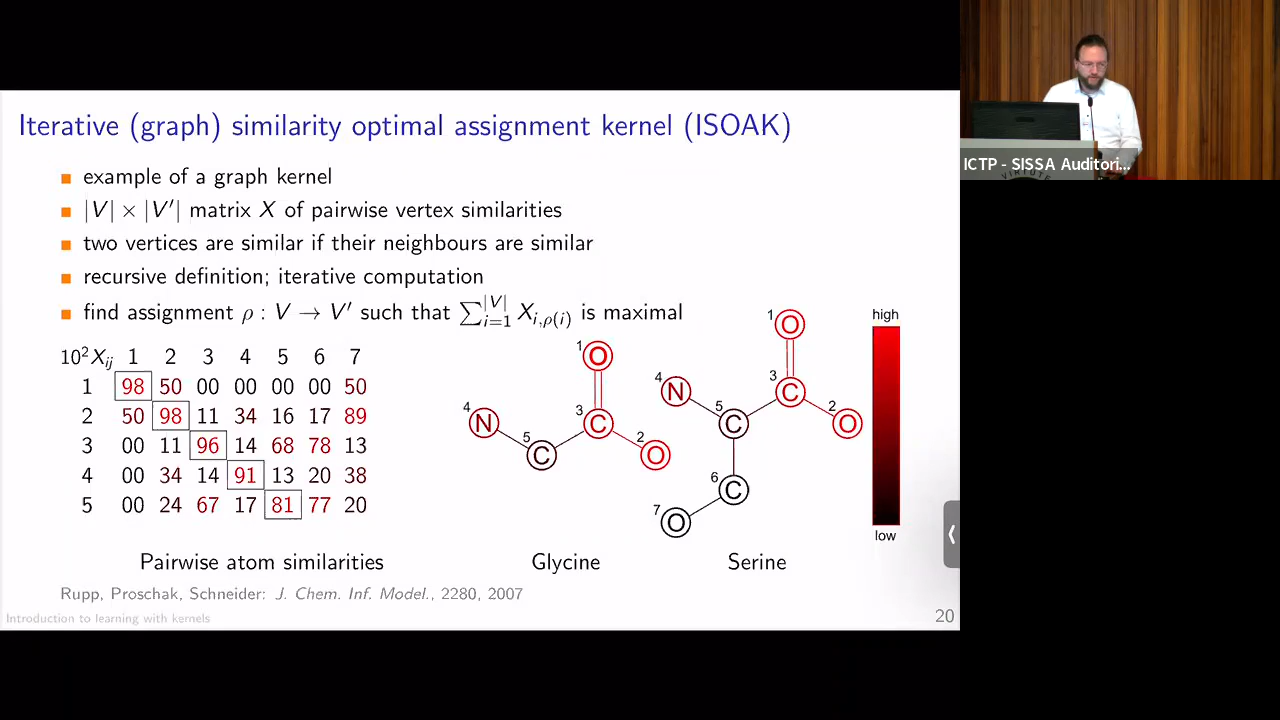 Iterative (graph) similarity optimal assignment kernel (ISOAK)
example of a graph kernel
|V| × |V′| matrix X of pairwise vertex similarities
two vertices are similar if their neighbours are similar
recursive definition; iterative computation
find assignment ρ : V → V′ such that ∑_{i=1}^{|V|} X_{i,ρ(i)} is maximal
10²X_{ij} 1 2 3 4 5 6 7
1 98 50 00 00 00 00 50
2 50 98 11 34 16 17 89
3 00 11 96 14 68 78 13
4 00 34 14 91 13 20 38
5 00 24 67 17 81 77 20
Pairwise atom similarities
1 O
4 N
3 C
5 C
2 O
Glycine
1 O
4 N
3 C
5 C
2 O
6 C
7 O
Serine
high
low
Rupp, Proschak, Schneider: J. Chem. Inf. Model., 2280, 2007
Introduction to learning with kernels
20
ICTP - SISSA Auditori...
VIRTUTE